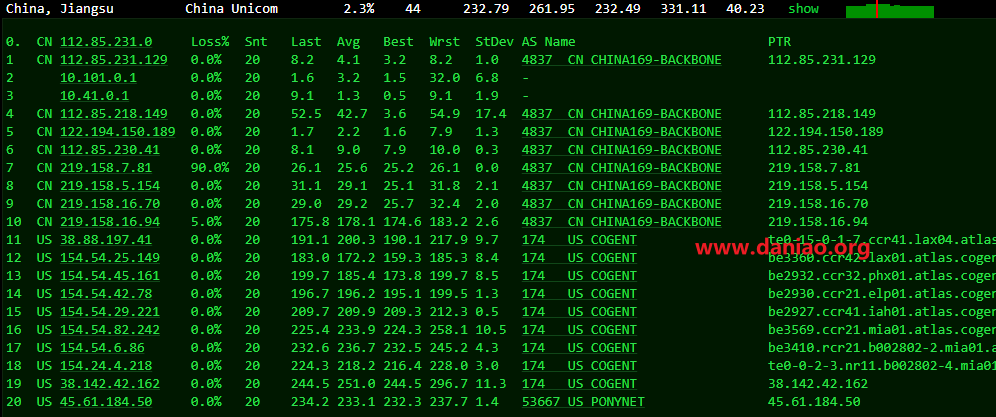 China, Jiangsu China Unicom 2.3% 44 232.79 261.95 232.49 331.11 40.23 show
0. CN 112.85.231.0 Loss% Snt Last Avg Best Wrst StDev AS Name PTR
1 CN 112.85.231.129 0.0% 20 8.2 4.1 3.2 8.2 1.0 4837 CN CHINA169-BACKBONE 112.85.231.129
2 10.101.0.1 0.0% 20 1.6 3.2 1.5 32.0 6.8 -
3 10.41.0.1 0.0% 20 9.1 1.3 0.5 9.1 1.9 -
4 CN 112.85.218.149 0.0% 20 52.5 42.7 3.6 54.9 17.4 4837 CN CHINA169-BACKBONE 112.85.218.149
5 CN 122.194.150.189 0.0% 20 1.7 2.2 1.6 7.9 1.3 4837 CN CHINA169-BACKBONE 122.194.150.189
6 CN 112.85.230.41 0.0% 20 8.1 9.0 7.9 10.0 0.3 4837 CN CHINA169-BACKBONE 112.85.230.41
7 CN 219.158.7.81 90.0% 20 26.1 25.6 25.2 26.1 0.0 4837 CN CHINA169-BACKBONE 219.158.7.81
8 CN 219.158.5.154 0.0% 20 31.1 29.1 25.1 31.8 2.1 4837 CN CHINA169-BACKBONE 219.158.5.154
9 CN 219.158.16.70 0.0% 20 29.0 29.2 25.7 32.4 2.0 4837 CN CHINA169-BACKBONE 219.158.16.70
10 CN 219.158.16.94 5.0% 20 175.8 178.1 174.6 183.2 2.6 4837 CN CHINA169-BACKBONE 219.158.16.94
11 US 38.88.197.41 0.0% 20 191.1 200.3 190.1 217.9 9.7 174 US COGENT te0-15-0-1-7.ccr41.lax04.atlas
www.daniao.org
12 US 154.54.25.149 0.0% 20 183.0 172.2 159.3 185.3 8.4 174 US COGENT be3360.ccr42.lax01.atlas.cogen
13 US 154.54.45.161 0.0% 20 199.7 185.4 173.8 199.7 8.5 174 US COGENT be2932.ccr32.phx01.atlas.cogen
14 US 154.54.42.78 0.0% 20 196.7 196.2 195.1 199.5 1.3 174 US COGENT be2930.ccr21.elp01.atlas.cogen
15 US 154.54.29.221 0.0% 20 209.7 209.9 209.3 212.3 0.5 174 US COGENT be2927.ccr41.iah01.atlas.cogen
16 US 154.54.82.242 0.0% 20 225.4 233.9 224.3 258.1 10.5 174 US COGENT be3569.ccr21.mia01.atlas.cogen
17 US 154.54.6.86 0.0% 20 232.6 236.7 232.5 245.2 4.3 174 US COGENT be3410.rcr21.b002802-2.mia01.a
18 US 154.24.4.218 0.0% 20 224.3 218.2 216.4 228.0 3.0 174 US COGENT te0-0-2-3.nr11.b002802-4.mia01
19 US 38.142.42.162 0.0% 20 244.5 251.0 244.5 296.7 11.3 174 US COGENT 38.142.42.162
20 US 45.61.184.50 0.0% 20 234.2 233.1 232.3 237.7 1.4 53667 US PONYNET 45.61.184.50